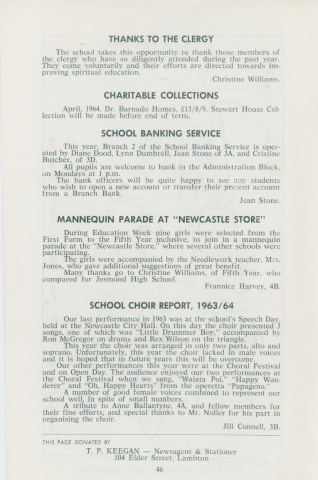 THANKS TO THE CLERGY
The school takes this opportunity to thank those members of
the clergy who have so diligently attended during the past year.
They come voluntarily and their efforts are directed towards im-
proving spiritual education.
Christine Williams.
CHARITABLE COLLECTIONS
April, 1964. Dr. Barnado Homes, £13/8/9. Stewart House Col-
lection will be made before end of term.
SCHOOL BANKING SERVICE
This year, Branch 2 of the School Banking Service is oper-
ated by Diane Dood, Lynn Dumbrell, Jean Stone of 3A, and Cristine
Butcher, of 3D.
All pupils are welcome to bank in the Administration Block,
on Mondays at 1 p.m.
The bank officers will be quite happy to see any students
who wish to open a new account or transfer their present account
from a Branch Bank.
Jean Stone.
MANNEQUIN PARADE AT "NEWCASTLE STORE"
During Education Week nine girls were selected from the
First Form to the Fifth Year inclusive, to join in a mannequin
parade at the "Newcastle Store," where several other schools were
participating.
The girls were accompanied by the Needlework teacher, Mrs.
Jones, who gave additional suggestions of great benefit.
Many thanks go to Christine Williams, of Fifth Year, who
compared for Jesmond High School.
Frannice Harvey, 4B.
SCHOOL CHOIR REPORT, 1963/64
Our last performance in 1963 was at the school's Speech Day,
held at the Newcastle City Hall. On this day the choir presented 3
songs, one of which was "Little Drummer Boy," accompanied by
Ron McGregor on drums and Rex Wilson on the triangle.
This year the choir was arranged in only two parts, alto and
soprano. Unfortunately, this year the choir lacked in male voices
and it is hoped that in future years this will be overcome.
Our other performances this year were at the Choral Festival
and on Open Day. The audience enjoyed our two performances at
the Choral Festival when we sang, "Waiata Poi," "Happy Wan-
derer" and "Oh, Happy Hearts" from the operetta "Papageno."
A number of good female voices combined to represent our
school well, in spite of small numbers.
A tribute to Anne Ballantyne, 4A, and fellow members for
their fine efforts, and special thanks to Mr. Noller for his part in
organising the choir.
Jill Connell, 3B.
THIS PAGE DONATED BY
T. P. KEEGAN — Newsagent & Stationer
104 Elder Street, Lambton
46